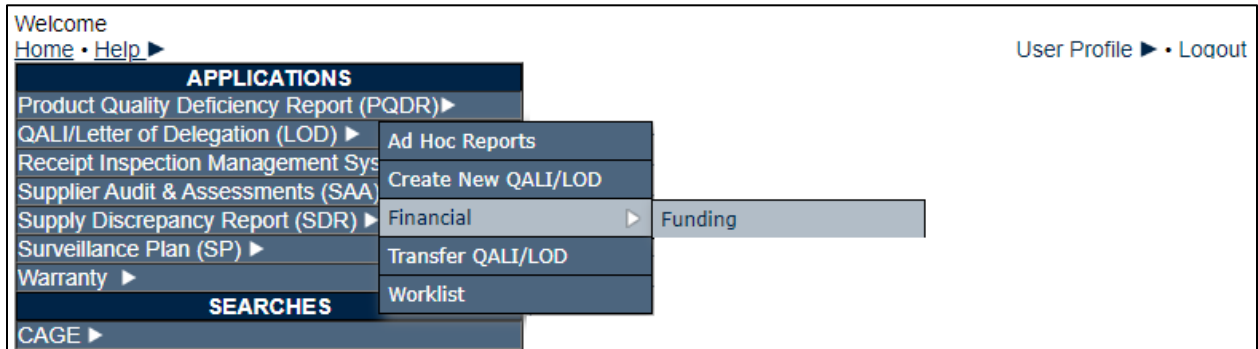 Welcome
Home • Help ▶
User Profile ▶ • Logout
APPLICATIONS
Product Quality Deficiency Report (PQDR)▶
QALI/Letter of Delegation (LOD) ▶
Receipt Inspection Management Sys
Supplier Audit & Assessments (SAA)
Supply Discrepancy Report (SDR) ▶
Surveillance Plan (SP) ▶
Warranty ▶
SEARCHES
CAGE ▶
Ad Hoc Reports
Create New QALI/LOD
Financial ▷
Transfer QALI/LOD
Worklist
Funding